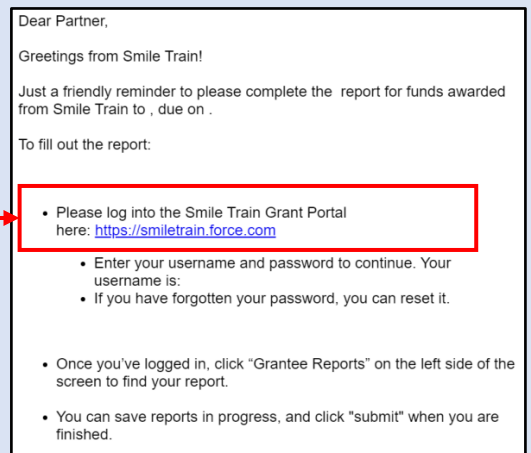 Dear Partner,
Greetings from Smile Train!
Just a friendly reminder to please complete the  report for funds awarded
from Smile Train to , due on .
To fill out the report:
• Please log into the Smile Train Grant Portal
here: https://smiletrain.force.com
• Enter your username and password to continue. Your
username is:
• If you have forgotten your password, you can reset it.
• Once you've logged in, click “Grantee Reports” on the left side of the
screen to find your report.
• You can save reports in progress, and click "submit" when you are
finished.